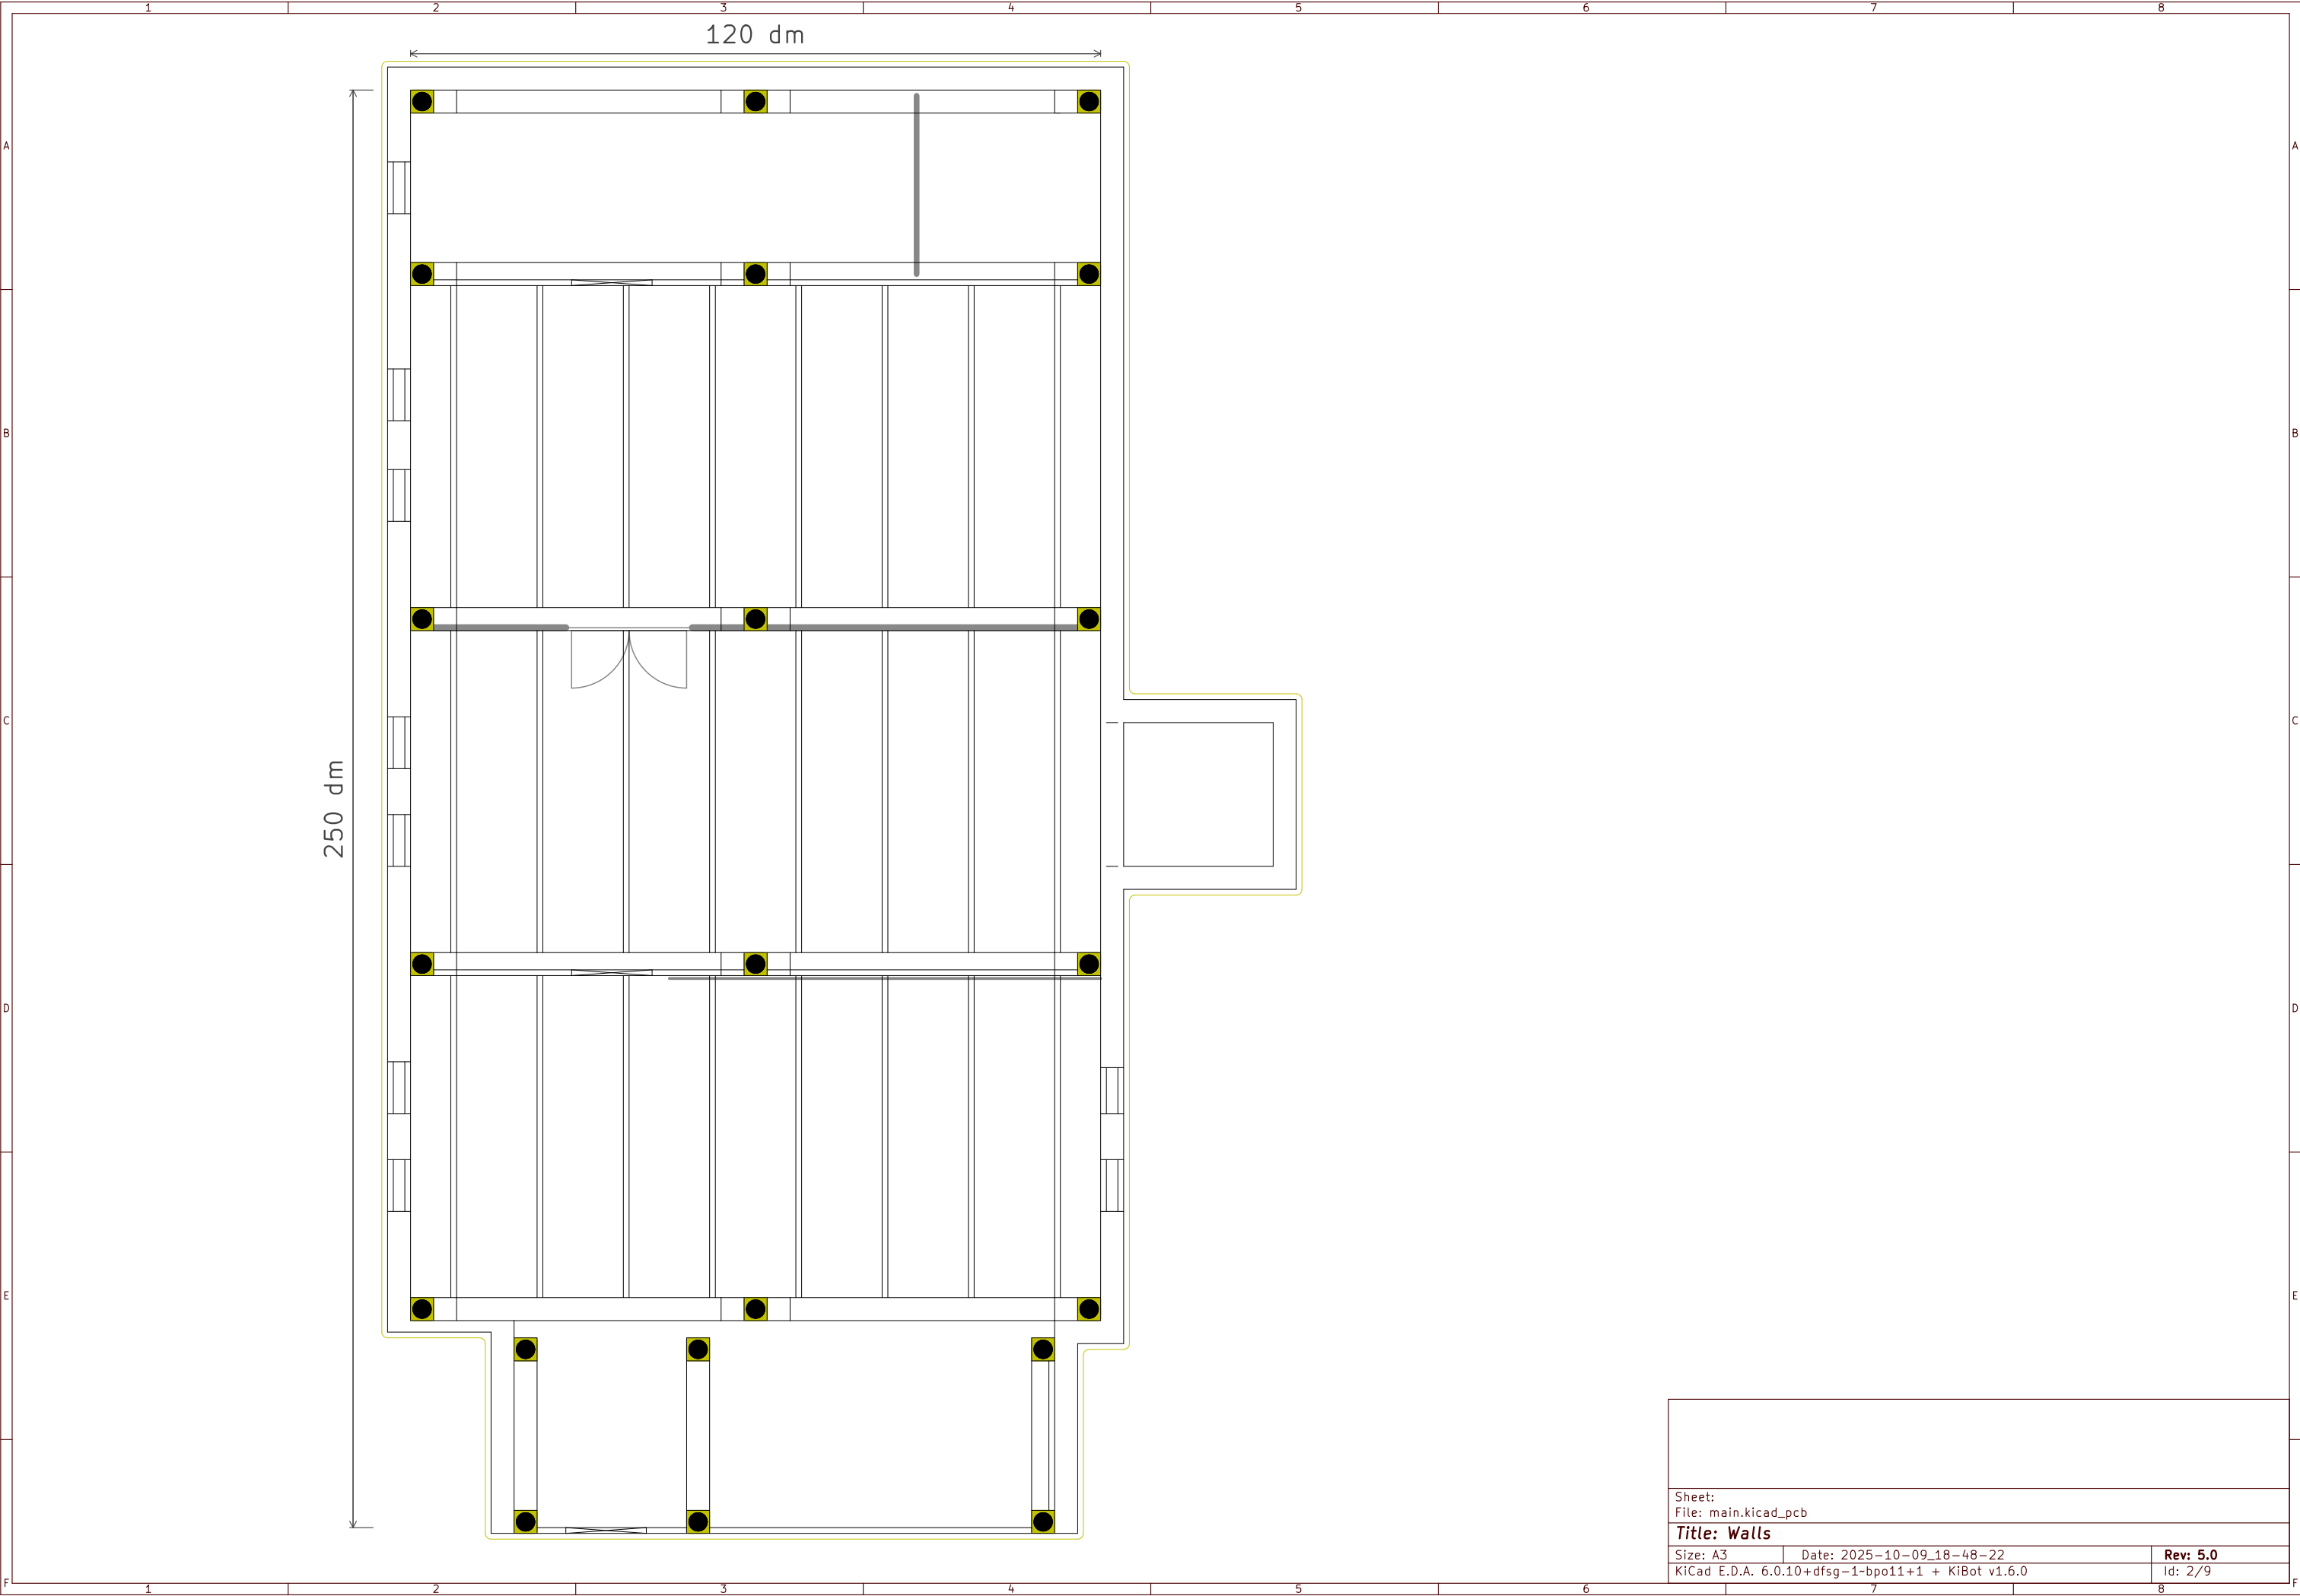 1 2 3 4 5 6 7 8
120 dm
A A
B B
C C
250 dm
D D
E E
Sheet:
File: main.kicad_pcb
Title: Walls
Size: A3 Date: 2025-10-09_18-48-22 Rev: 5.0
KiCad E.D.A. 6.0.10+dfsg-1~bpo11+1 + KiBot v1.6.0 Id: 2/9
F F
1 2 3 4 5 6 7 8